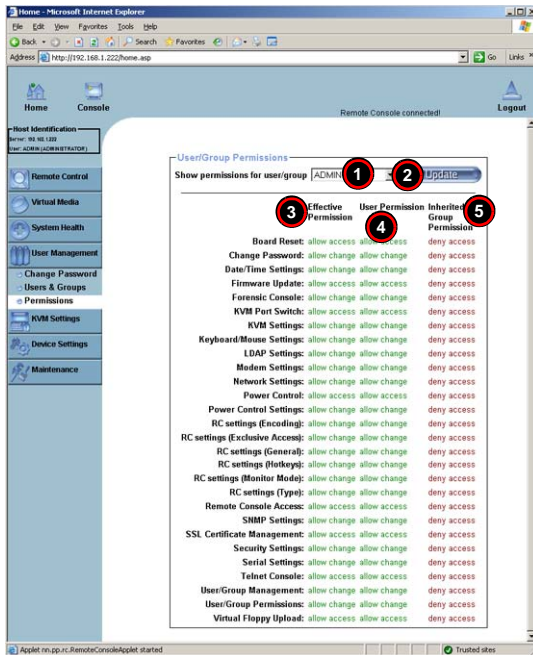 Home - Microsoft Internet Explorer
File Edit View Favorites Tools Help
Back Search Favorites
Address http://192.168.1.222/home.asp Go Links
Home Console Remote Console connected! Logout
Host Identification
Server: 192.168.1.222
User: ADMIN (ADMINISTRATOR)
Remote Control
Virtual Media
System Health
User Management
Change Password
Users & Groups
Permissions
KVM Settings
Device Settings
Maintenance
User/Group Permissions
Show permissions for user/group ADMIN 1 2 Update
3 Effective Permission
4 User Permission
5 Inherited Group Permission
Board Reset: allow access allow access deny access
Change Password: allow change allow change deny access
Date/Time Settings: allow change allow change deny access
Firmware Update: allow access allow access deny access
Forensic Console: allow change allow change deny access
KVM Port Switch: allow access allow access deny access
KVM Settings: allow change allow change deny access
Keyboard/Mouse Settings: allow change allow change deny access
LDAP Settings: allow change allow change deny access
Modem Settings: allow change allow change deny access
Network Settings: allow change allow change deny access
Power Control: allow access allow access deny access
Power Control Settings: allow change allow change deny access
RC settings (Encoding): allow change allow change deny access
RC settings (Exclusive Access): allow change allow change deny access
RC settings (General): allow change allow change deny access
RC settings (Hotkeys): allow change allow change deny access
RC settings (Monitor Mode): allow change allow change deny access
RC settings (Type): allow change allow change deny access
Remote Console Access: allow access allow access deny access
SNMP Settings: allow change allow change deny access
SSL Certificate Management: allow access allow access deny access
Security Settings: allow change allow change deny access
Serial Settings: allow change allow change deny access
Telnet Console: allow access allow access deny access
User/Group Management: allow change allow change deny access
User/Group Permissions: allow change allow change deny access
Virtual Floppy Upload: allow change allow change deny access
Applet nn.pp.rc.RemoteConsoleApplet started Trusted sites